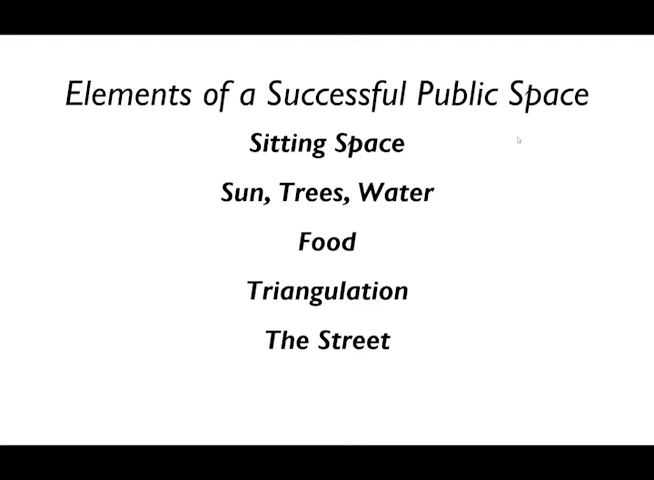 Elements of a Successful Public Space
Sitting Space
Sun, Trees, Water
Food
Triangulation
The Street